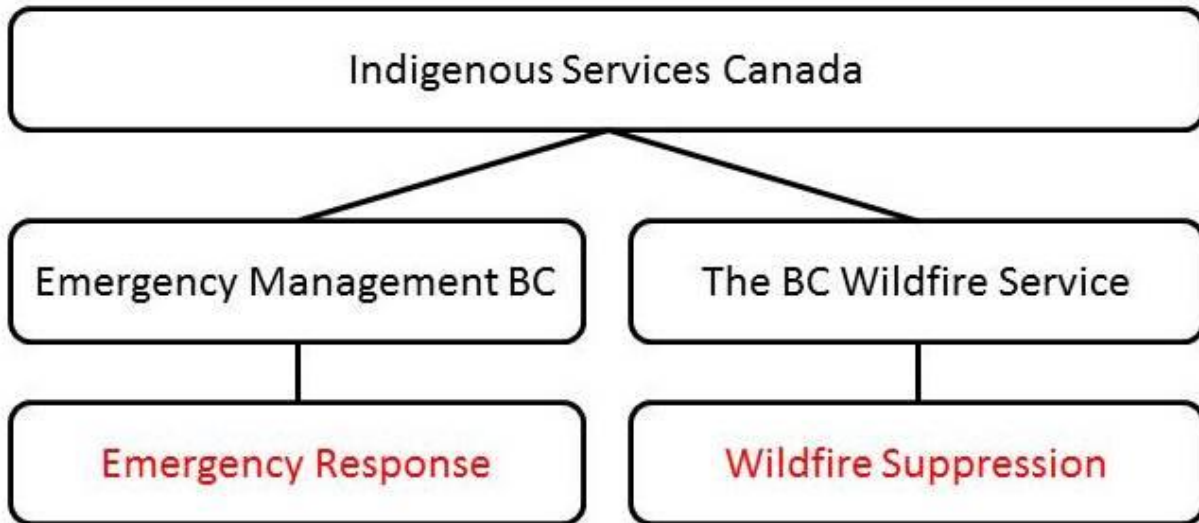 Indigenous Services Canada
Emergency Management BC
The BC Wildfire Service
Emergency Response
Wildfire Suppression